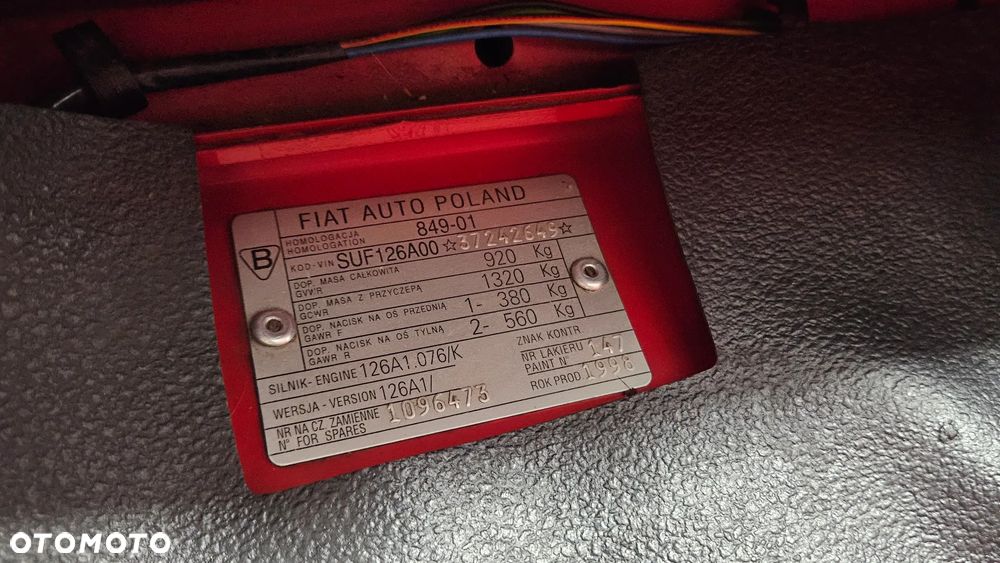 FIAT AUTO POLAND
HOMOLOGACJA
HOMOLOGATION 849-01
B
KOD-VIN SUF126A00 ☆37242649☆
DOP. MASA CAŁKOWITA
GVWR 920 Kg
DOP. MASA Z PRZYCZEPĄ
GCWR 1320 Kg
DOP. NACISK NA OŚ PRZEDNIĄ
GAWR F 1- 380 Kg
DOP. NACISK NA OŚ TYLNĄ
GAWR R 2- 560 Kg
SILNIK- ENGINE 126A1.076/K
ZNAK KONTR.
WERSJA - VERSION 126A1/
NR LAKIERU
PAINT N° 147
NR NA CZ. ZAMIENNE
N° FOR SPARES 1096473
ROK PROD 1998
OTOMOTO